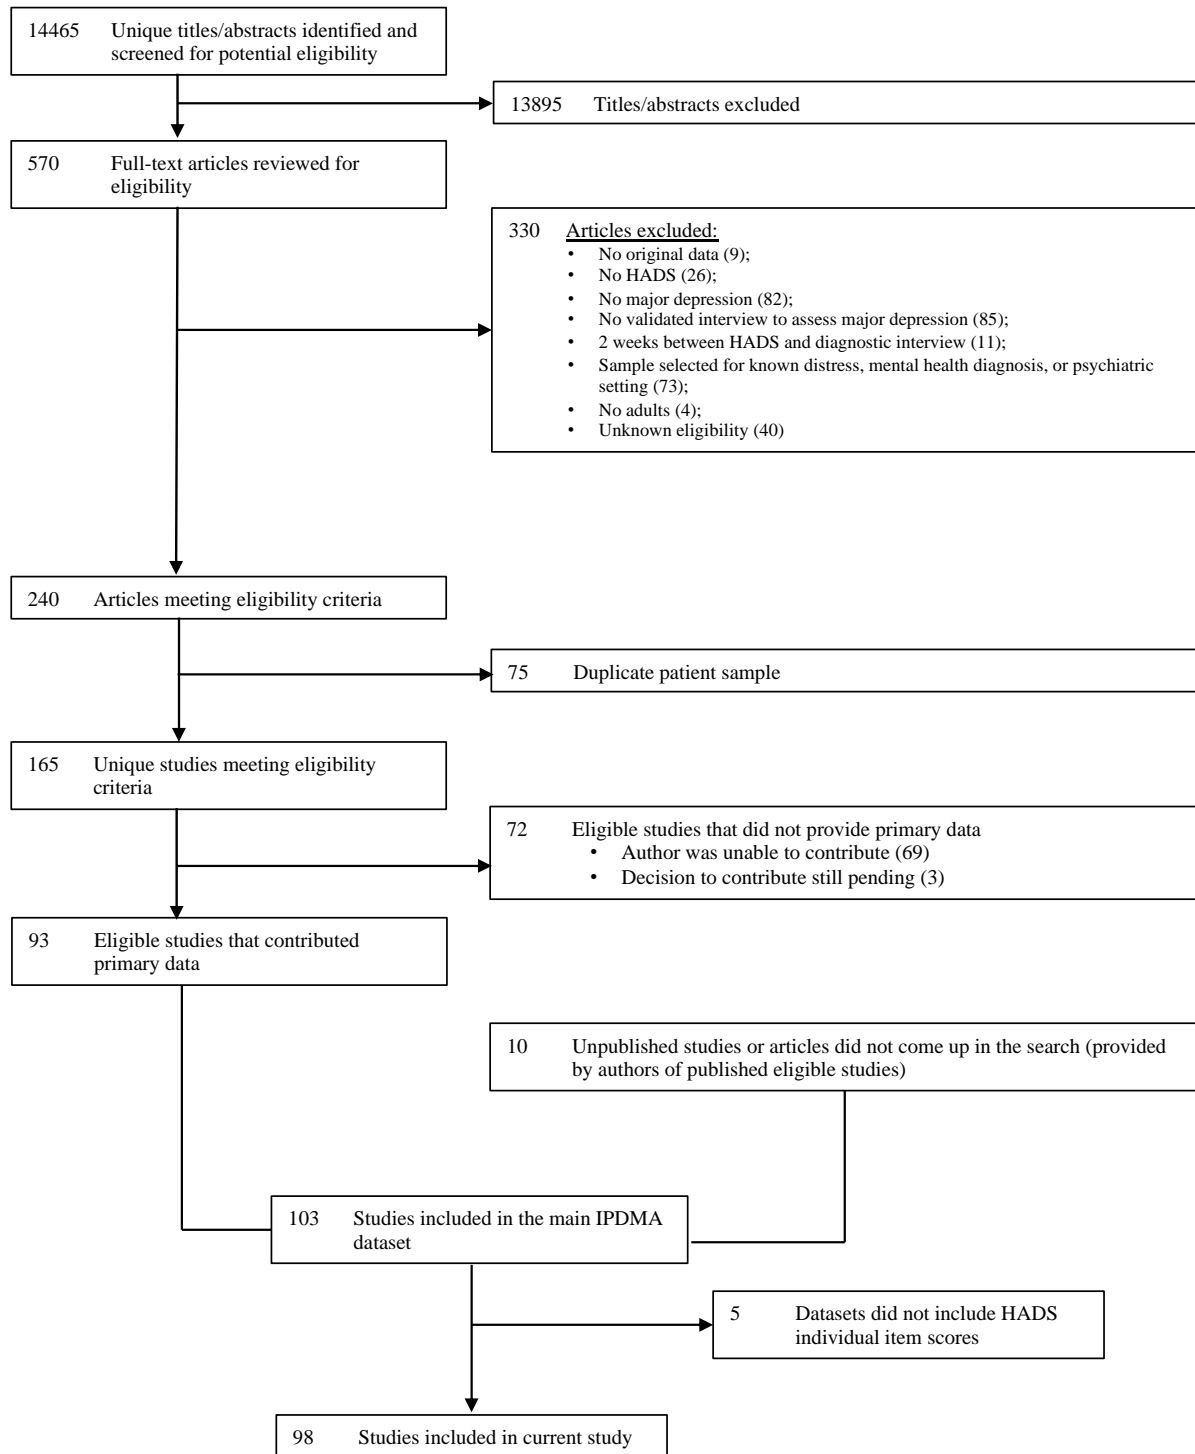 14465 Unique titles/abstracts identified and
screened for potential eligibility
13895 Titles/abstracts excluded
570 Full-text articles reviewed for
eligibility
330 Articles excluded:
• No original data (9);
• No HADS (26);
• No major depression (82);
• No validated interview to assess major depression (85);
• 2 weeks between HADS and diagnostic interview (11);
• Sample selected for known distress, mental health diagnosis, or psychiatric
setting (73);
• No adults (4);
• Unknown eligibility (40)
240 Articles meeting eligibility criteria
75 Duplicate patient sample
165 Unique studies meeting eligibility
criteria
72 Eligible studies that did not provide primary data
• Author was unable to contribute (69)
• Decision to contribute still pending (3)
93 Eligible studies that contributed
primary data
10 Unpublished studies or articles did not come up in the search (provided
by authors of published eligible studies)
103 Studies included in the main IPDMA
dataset
5 Datasets did not include HADS
individual item scores
98 Studies included in current study